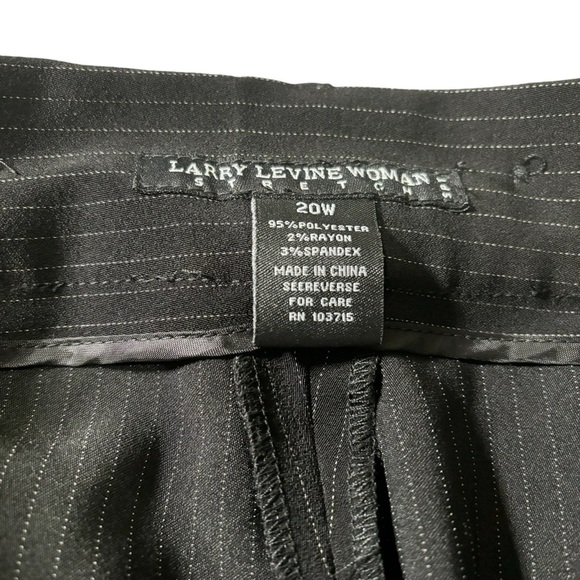 LARRY LEVINE WOMAN
STRETCH
EST
20W
95%POLYESTER
2%RAYON
3%SPANDEX
MADE IN CHINA
SEEREVERSE
FOR CARE
RN 103715